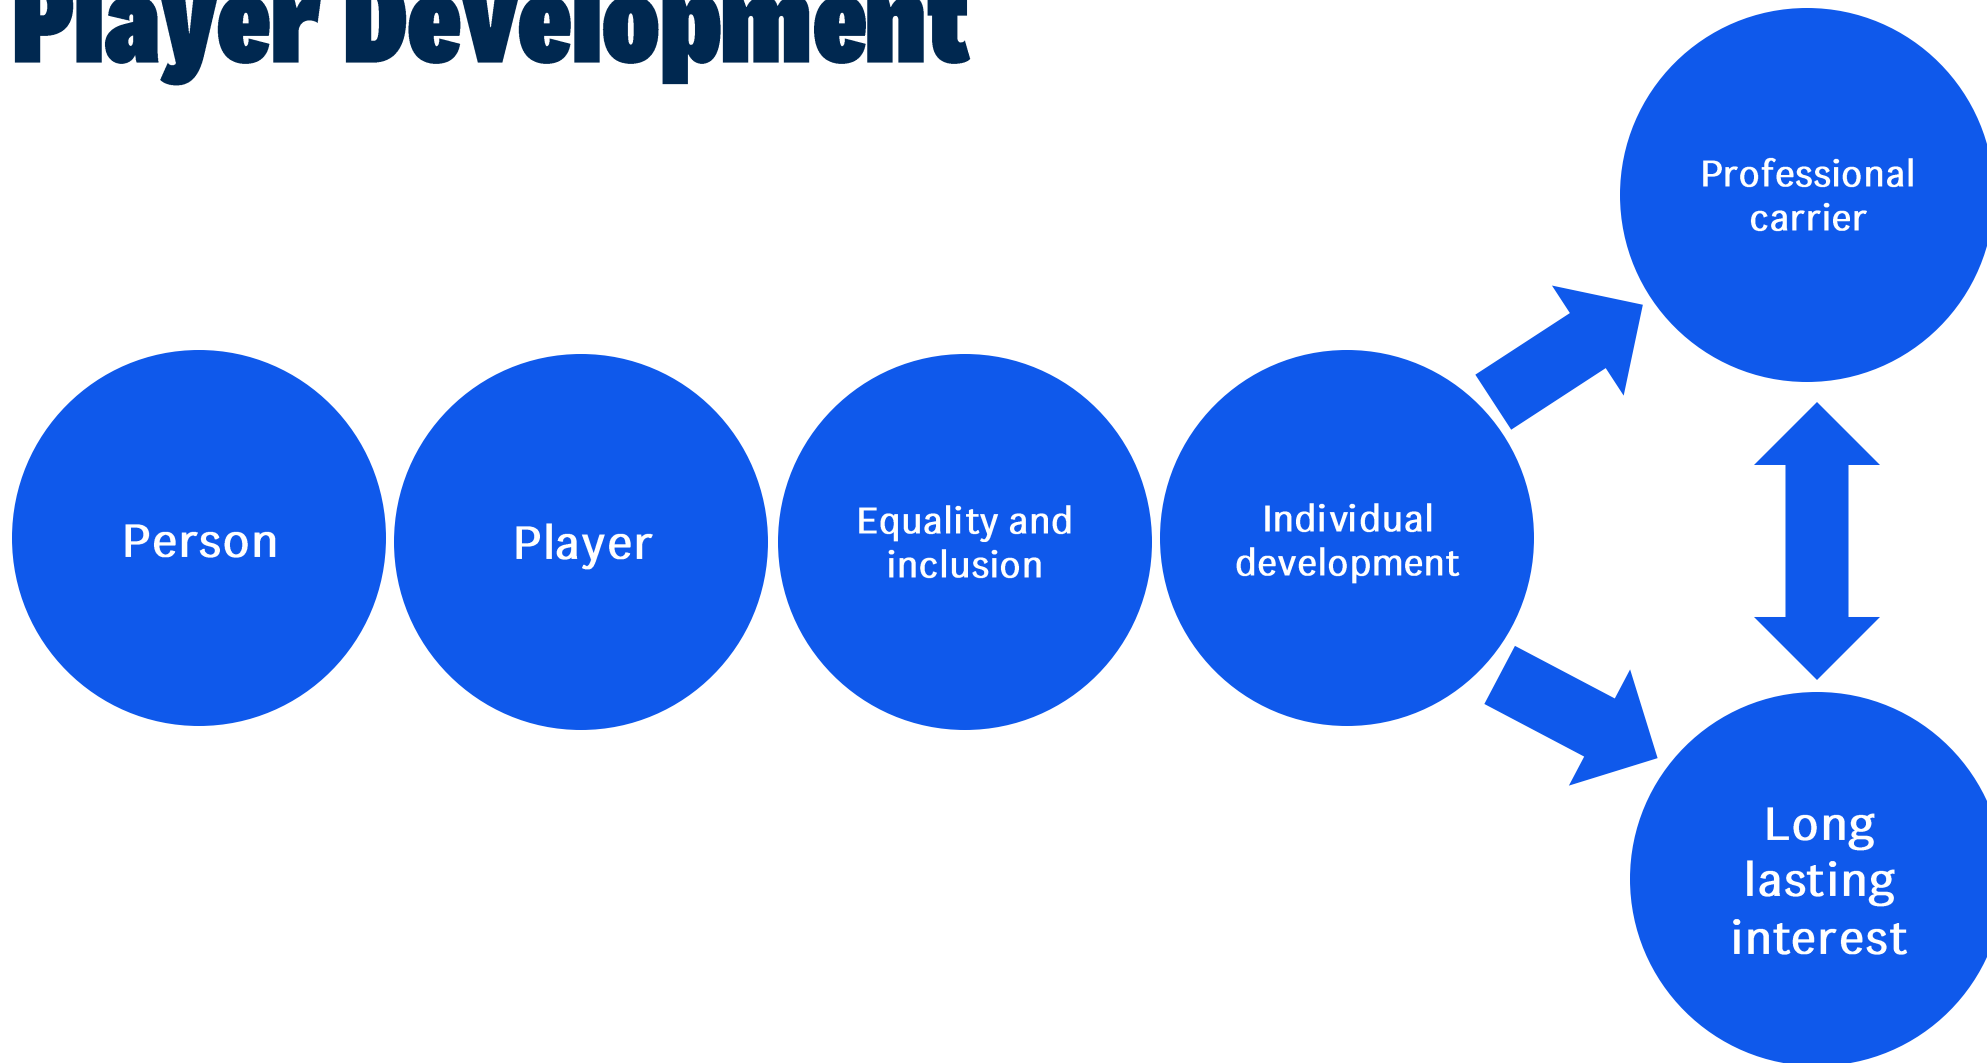 Player Development
Professional
carrier
Person
Player
Equality and
inclusion
Individual
development
Long
lasting
interest